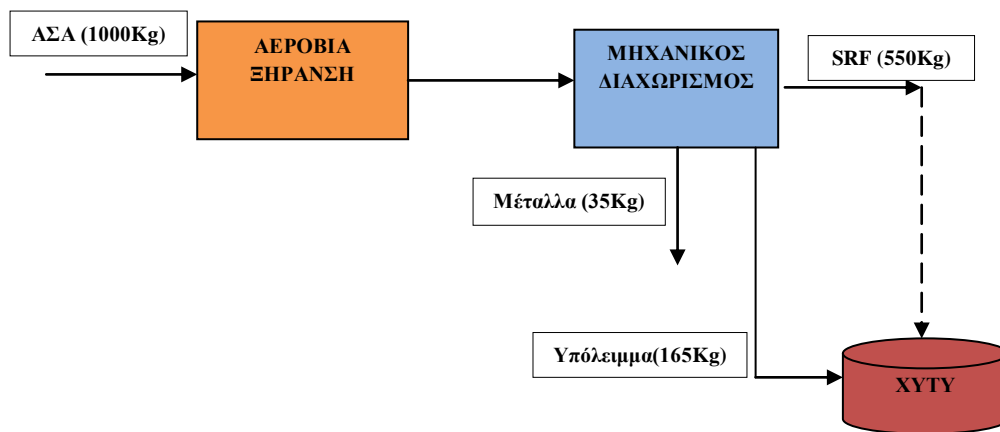 ΑΣΑ (1000Kg)
ΑΕΡΟΒΙΑ
ΞΗΡΑΝΣΗ
ΜΗΧΑΝΙΚΟΣ
ΔΙΑΧΩΡΙΣΜΟΣ
SRF (550Kg)
Μέταλλα (35Kg)
Υπόλειμμα(165Kg)
ΧΥΤΥ